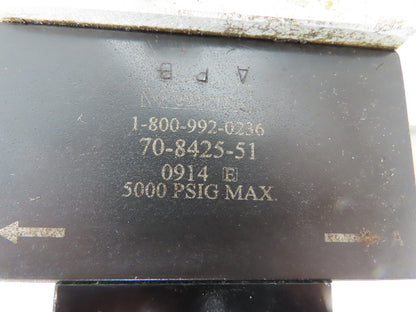 A P B
1-800-992-0236
70-8425-51
0914 E
5000 PSIG MAX.
A